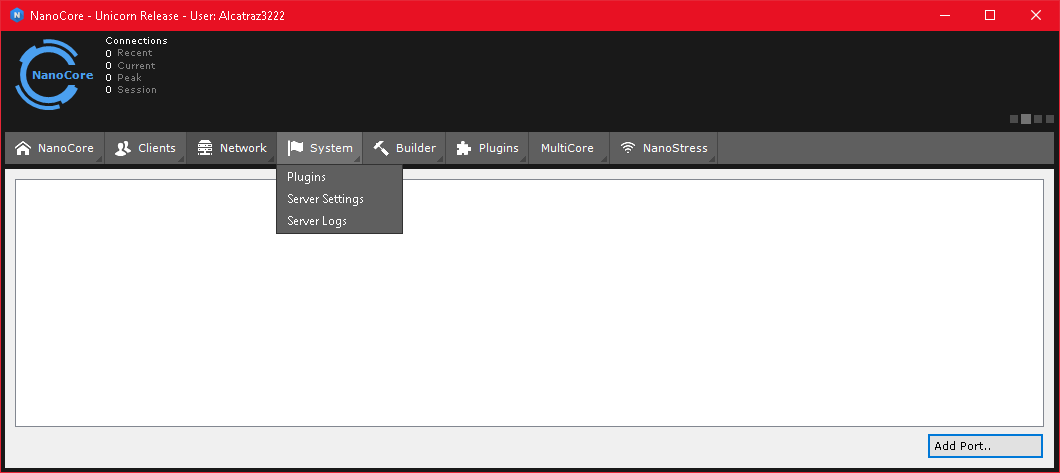 NanoCore - Unicorn Release - User: Alcatraz3222
NanoCore
Connections
0 Recent
0 Current
0 Peak
0 Session
NanoCore Clients Network System Builder Plugins MultiCore NanoStress
Plugins
Server Settings
Server Logs
Add Port..